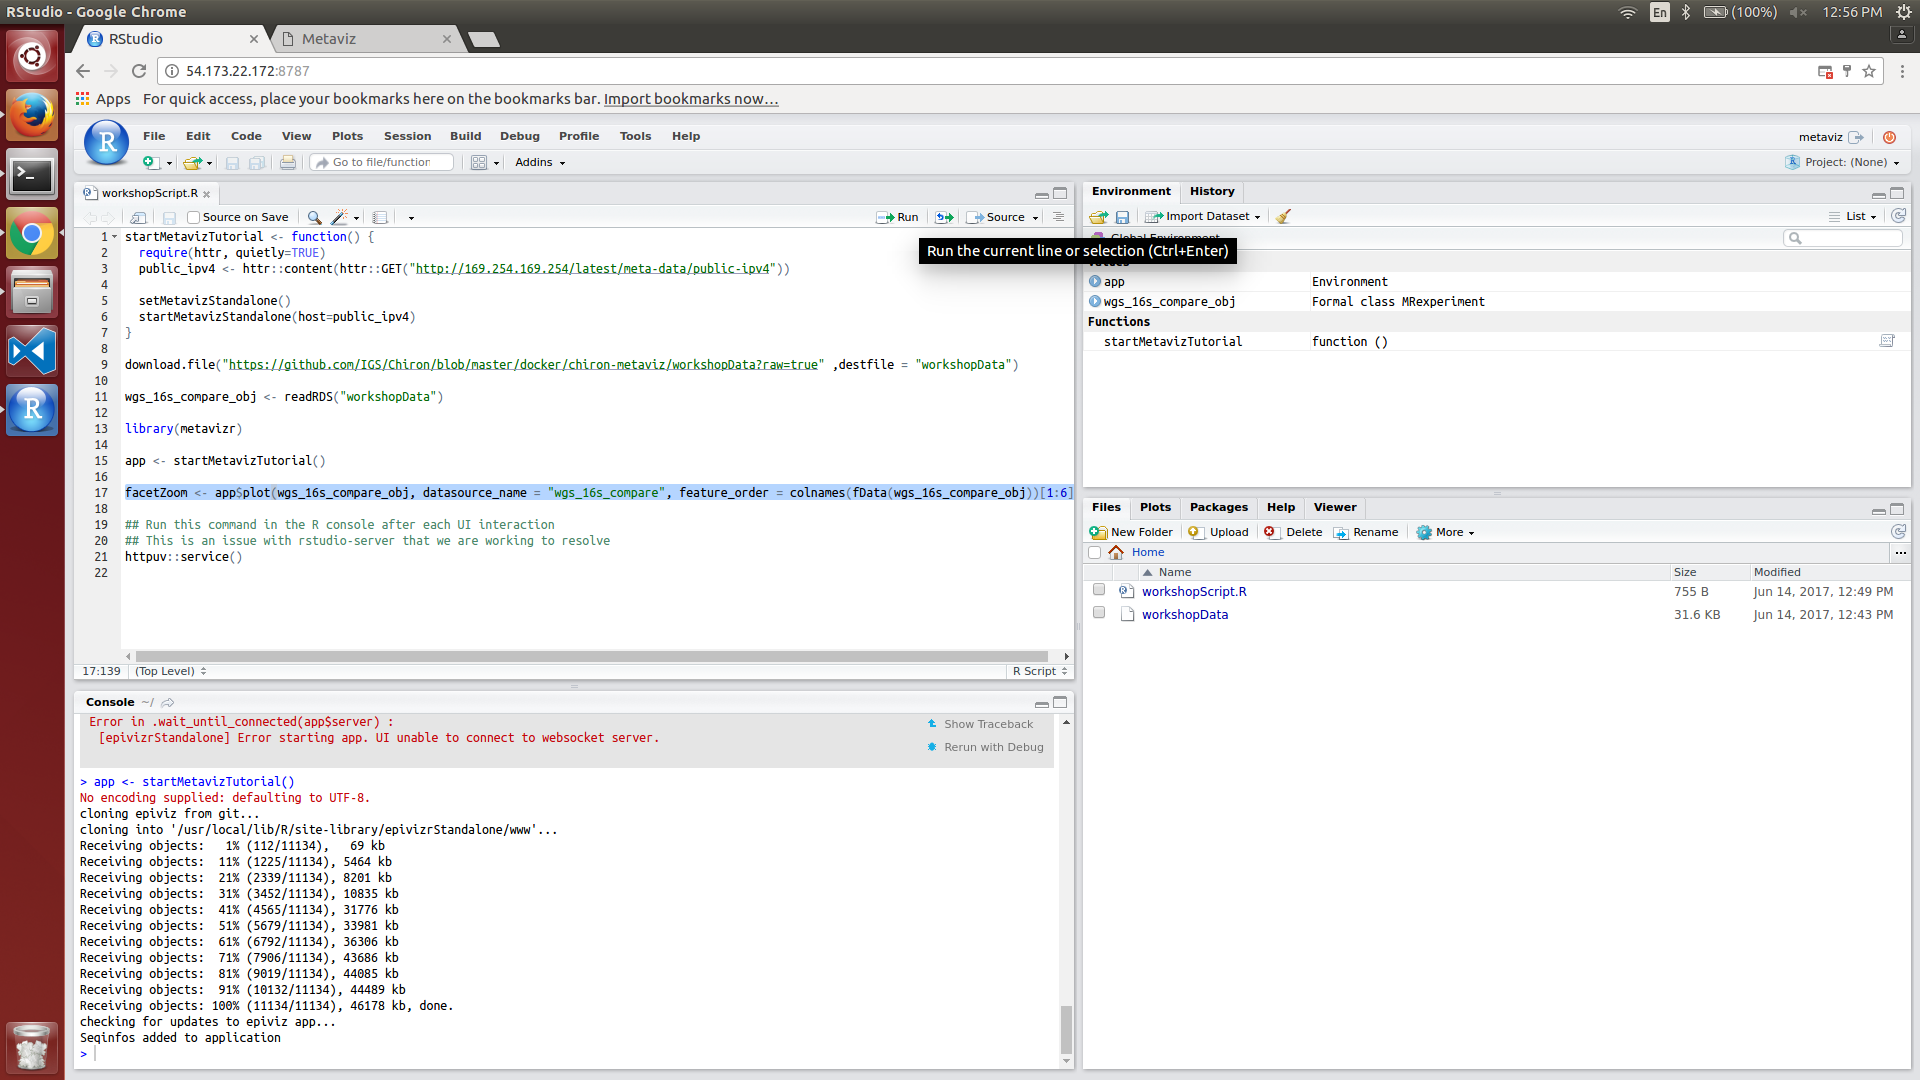 RStudio - Google Chrome
En
(100%)
12:56 PM
RStudio
Metaviz
54.173.22.172:8787
Apps For quick access, place your bookmarks here on the bookmarks bar. Import bookmarks now…
R File Edit Code View Plots Session Build Debug Profile Tools Help
metaviz
Go to file/function
Addins
Project: (None)
workshopScript.R
Source on Save
Run
Source
1 startMetavizTutorial <- function() {
2 require(httr, quietly=TRUE)
3 public_ipv4 <- httr::content(httr::GET("http://169.254.169.254/latest/meta-data/public-ipv4"))
4
5 setMetavizStandalone()
6 startMetavizStandalone(host=public_ipv4)
7 }
8
9 download.file("https://github.com/IGS/Chiron/blob/master/docker/chiron-metaviz/workshopData?raw=true" ,destfile = "workshopData")
10
11 wgs_16s_compare_obj <- readRDS("workshopData")
12
13 library(metavizr)
14
15 app <- startMetavizTutorial()
16
17 facetZoom <- app$plot(wgs_16s_compare_obj, datasource_name = "wgs_16s_compare", feature_order = colnames(fData(wgs_16s_compare_obj))[1:6]
18
19 ## Run this command in the R console after each UI interaction
20 ## This is an issue with rstudio-server that we are working to resolve
21 httpuv::service()
22
17:139 (Top Level)
R Script
Console ~/
Error in .wait_until_connected(app$server) :
[epivizrStandalone] Error starting app. UI unable to connect to websocket server.
Show Traceback
Rerun with Debug
> app <- startMetavizTutorial()
No encoding supplied: defaulting to UTF-8.
cloning epiviz from git...
cloning into '/usr/local/lib/R/site-library/epivizrStandalone/www'...
Receiving objects: 1% (112/11134), 69 kb
Receiving objects: 11% (1225/11134), 5464 kb
Receiving objects: 21% (2339/11134), 8201 kb
Receiving objects: 31% (3452/11134), 10835 kb
Receiving objects: 41% (4565/11134), 31776 kb
Receiving objects: 51% (5679/11134), 33981 kb
Receiving objects: 61% (6792/11134), 36306 kb
Receiving objects: 71% (7906/11134), 43686 kb
Receiving objects: 81% (9019/11134), 44085 kb
Receiving objects: 91% (10132/11134), 44489 kb
Receiving objects: 100% (11134/11134), 46178 kb, done.
checking for updates to epiviz app...
Seqinfos added to application
>
Environment History
Import Dataset
List
Run the current line or selection (Ctrl+Enter)
app Environment
wgs_16s_compare_obj Formal class MRexperiment
Functions
startMetavizTutorial function ()
Files Plots Packages Help Viewer
New Folder Upload Delete Rename More
Home
...
Name Size Modified
workshopScript.R 755 B Jun 14, 2017, 12:49 PM
workshopData 31.6 KB Jun 14, 2017, 12:43 PM